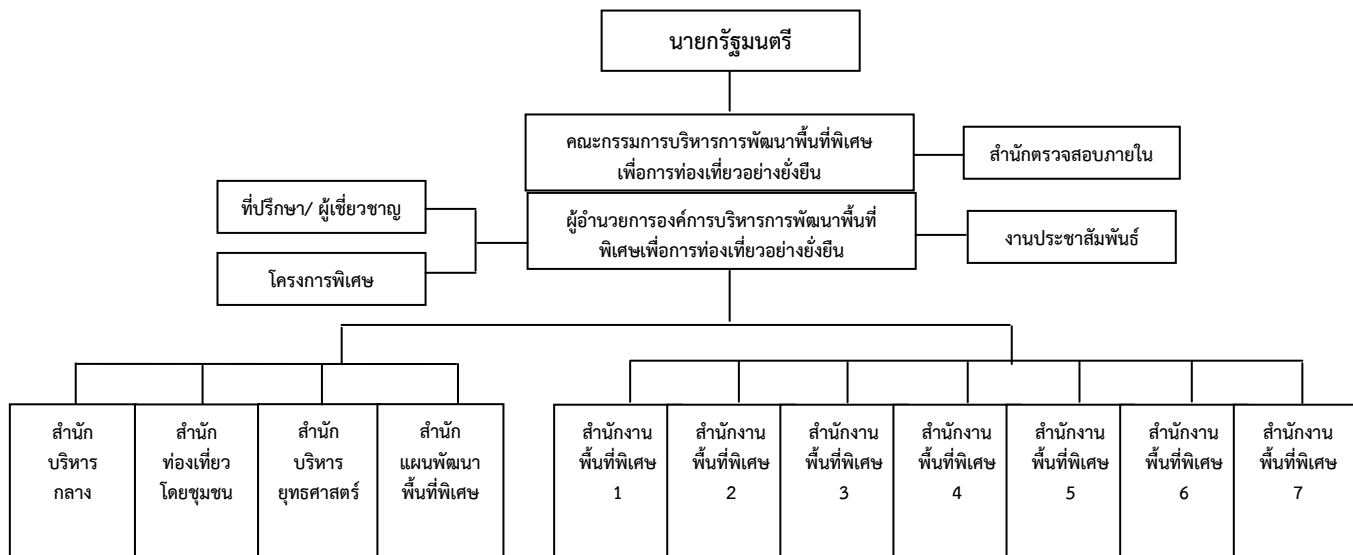 นายกรัฐมนตรี
คณะกรรมการบริหารการพัฒนาพื้นที่พิเศษ
เพื่อการท่องเที่ยวอย่างยั่งยืน
สำนักตรวจสอบภายใน
ที่ปรึกษา/ ผู้เชี่ยวชาญ
ผู้อำนวยการองค์การบริหารการพัฒนาพื้นที่
พิเศษเพื่อการท่องเที่ยวอย่างยั่งยืน
งานประชาสัมพันธ์
โครงการพิเศษ
สำนัก
บริหาร
กลาง
สำนัก
ท่องเที่ยว
โดยชุมชน
สำนัก
บริหาร
ยุทธศาสตร์
สำนัก
แผนพัฒนา
พื้นที่พิเศษ
สำนักงาน
พื้นที่พิเศษ
1
สำนักงาน
พื้นที่พิเศษ
2
สำนักงาน
พื้นที่พิเศษ
3
สำนักงาน
พื้นที่พิเศษ
4
สำนักงาน
พื้นที่พิเศษ
5
สำนักงาน
พื้นที่พิเศษ
6
สำนักงาน
พื้นที่พิเศษ
7